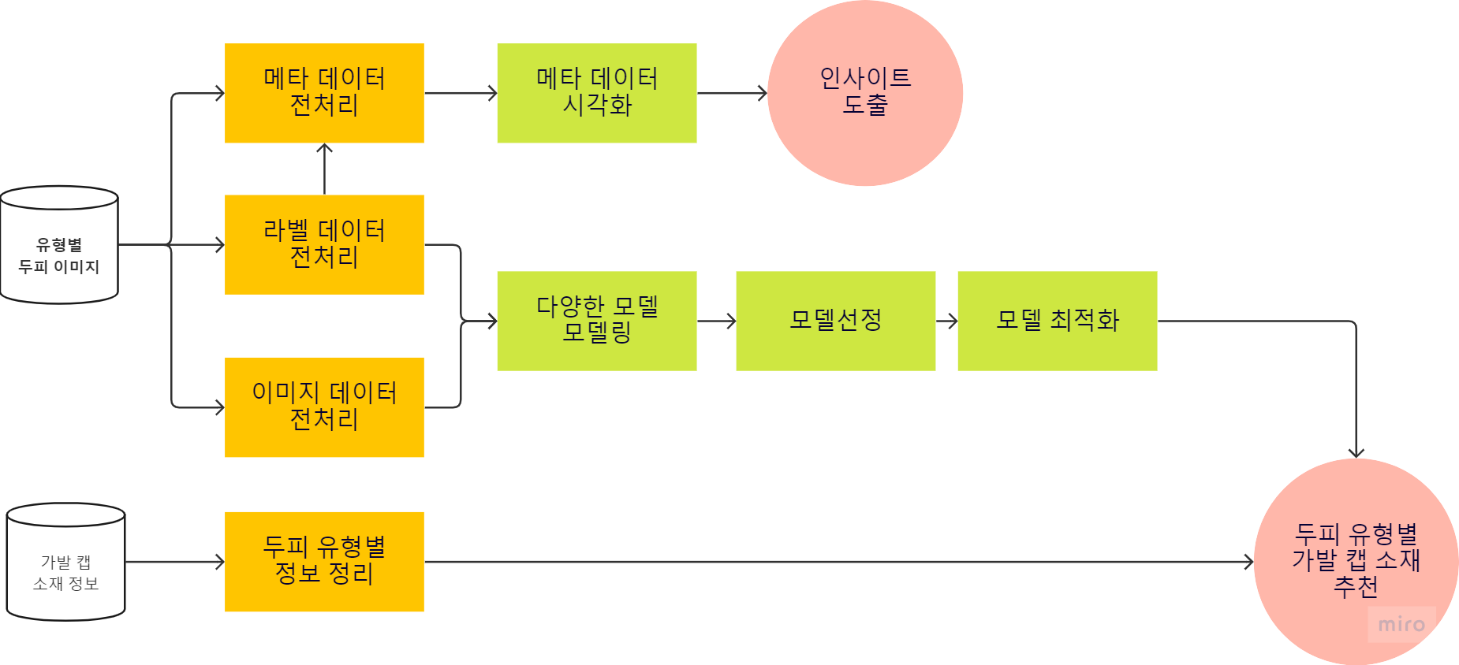 메타 데이터
전처리
메타 데이터
시각화
인사이트
도출
유형별
두피 이미지
라벨 데이터
전처리
다양한 모델
모델링
모델선정
모델 최적화
이미지 데이터
전처리
가발 캡
소재 정보
두피 유형별
정보 정리
두피 유형별
가발 캡 소재
추천
miro